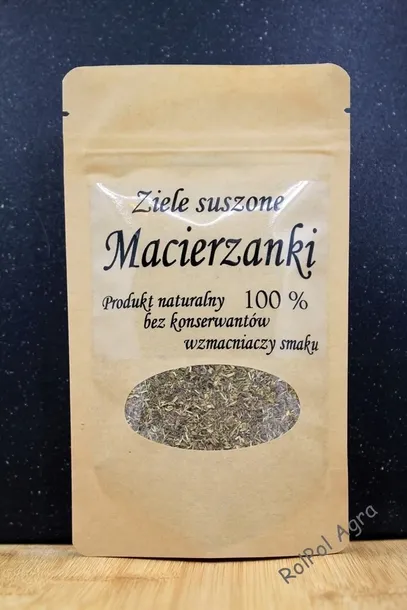 Ziele suszone
Macierzanki
Produkt naturalny 100 %
bez konserwantów
wzmacniaczy smaku
RolPol Agra